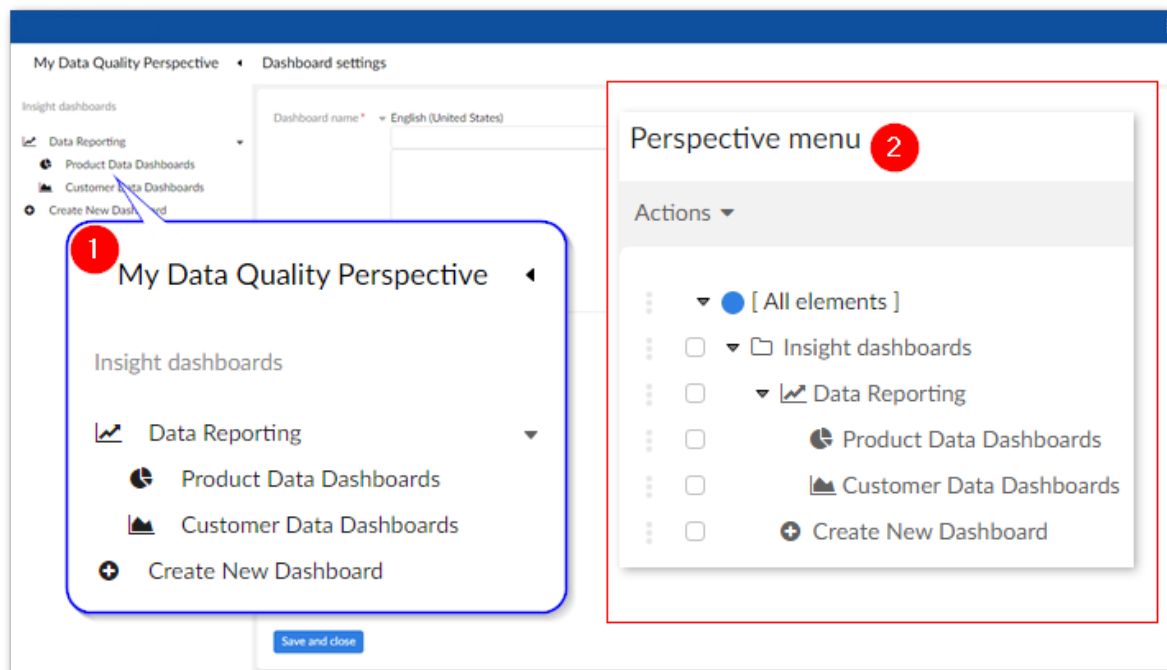 My Data Quality Perspective
Dashboard settings
Insight dashboards
Data Reporting
Product Data Dashboards
Customer Data Dashboards
Create New Dashboard
Dashboard name *
English (United States)
1
My Data Quality Perspective
Insight dashboards
Data Reporting
Product Data Dashboards
Customer Data Dashboards
Create New Dashboard
Save and close
Perspective menu
2
Actions
[ All elements ]
Insight dashboards
Data Reporting
Product Data Dashboards
Customer Data Dashboards
Create New Dashboard